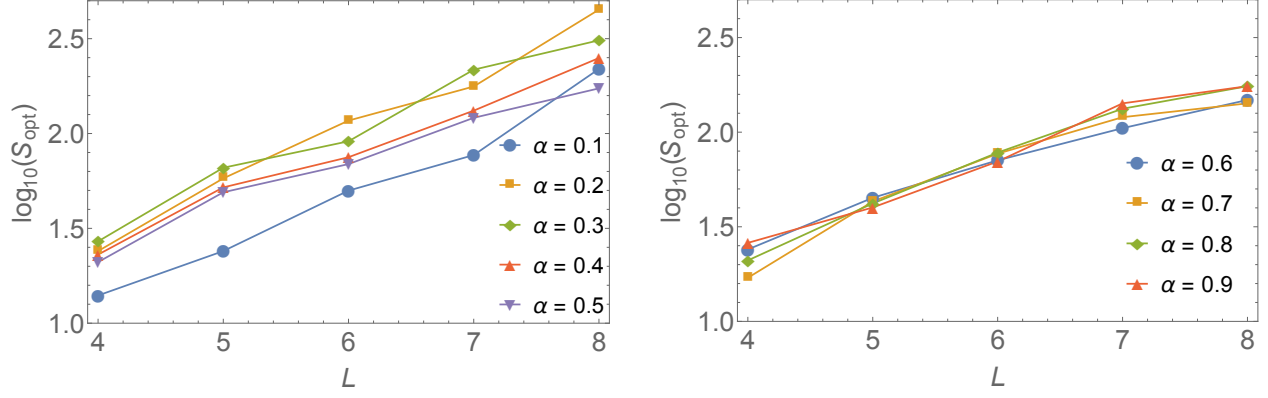 log₁₀(S_opt)
2.5
2.0
1.5
1.0
4 5 6 7 8
L
α = 0.1
α = 0.2
α = 0.3
α = 0.4
α = 0.5
log₁₀(S_opt)
2.5
2.0
1.5
1.0
4 5 6 7 8
L
α = 0.6
α = 0.7
α = 0.8
α = 0.9